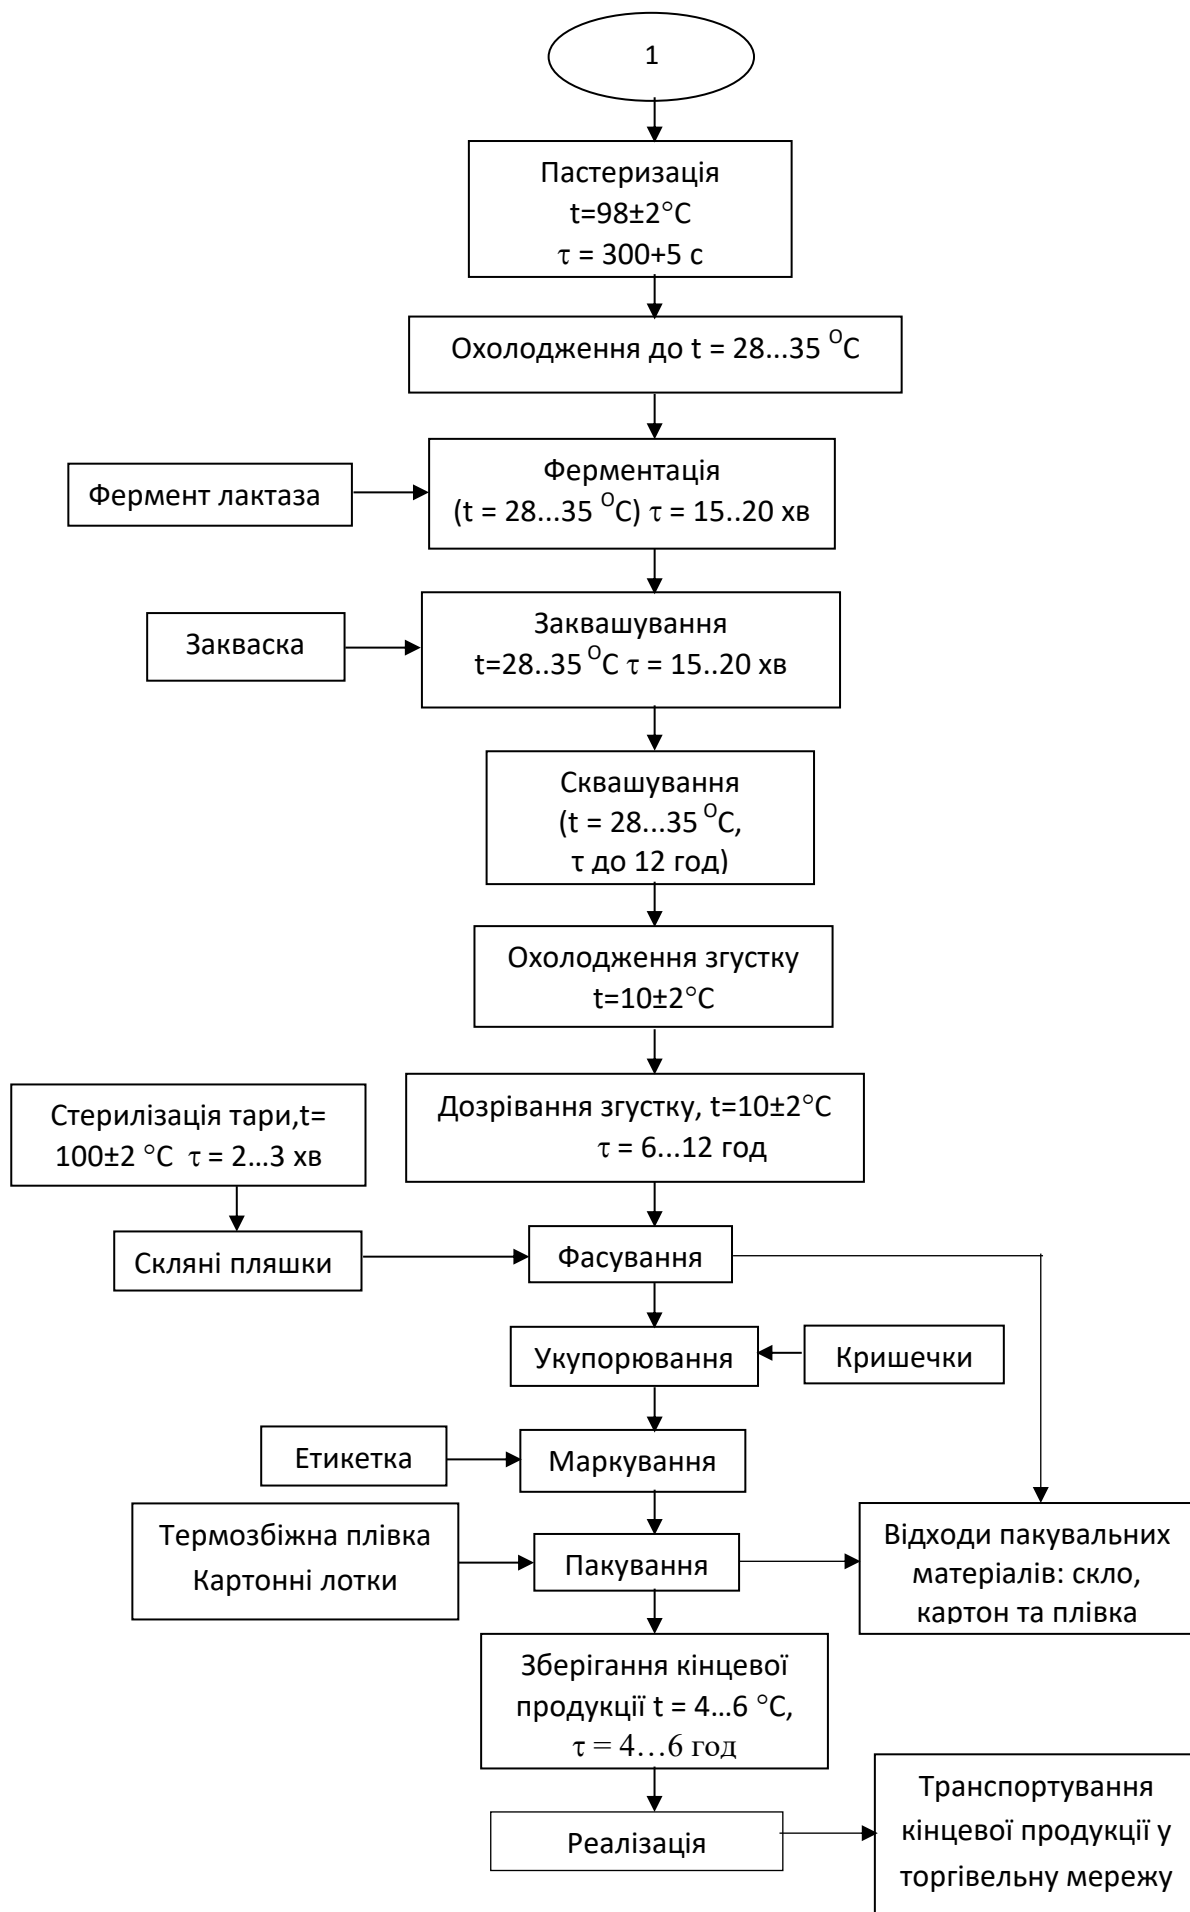 1
Пастеризація
t=98±2°С
τ = 300+5 с
Охолодження до t = 28...35 ᴼС
Фермент лактаза
Ферментація
(t = 28...35 ᴼС) τ = 15..20 хв
Закваска
Заквашування
t=28..35 ᴼС τ = 15..20 хв
Сквашування
(t = 28...35 ᴼС,
τ до 12 год)
Охолодження згустку
t=10±2°С
Стерилізація тари,t=
100±2 °С τ = 2...3 хв
Дозрівання згустку, t=10±2°С
τ = 6...12 год
Скляні пляшки
Фасування
Укупорювання
Кришечки
Етикетка
Маркування
Термозбіжна плівка
Картонні лотки
Пакування
Відходи пакувальних
матеріалів: скло,
картон та плівка
Зберігання кінцевої
продукції t = 4...6 °С,
τ = 4…6 год
Реалізація
Транспортування
кінцевої продукції у
торгівельну мережу